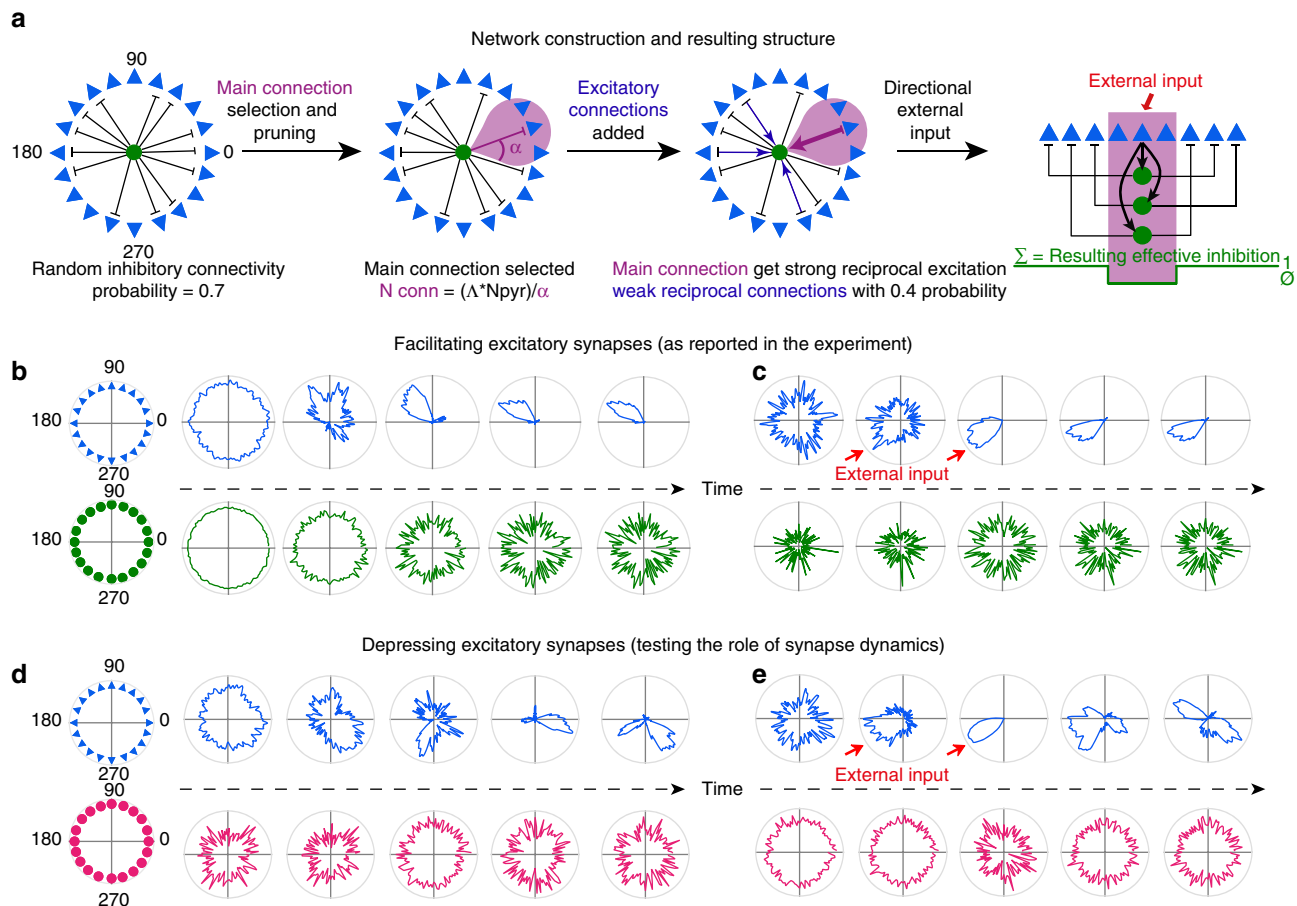 a
Network construction and resulting structure
90
180
0
270
Random inhibitory connectivity
probability = 0.7
Main connection
selection and
pruning
α
Main connection selected
N conn = (Λ*Npyr)/α
Excitatory
connections
added
Main connection get strong reciprocal excitation
weak reciprocal connections with 0.4 probability
Directional
external
input
External input
Σ = Resulting effective inhibition
1
Ø
Facilitating excitatory synapses (as reported in the experiment)
b
90
180
0
270
90
180
0
270
c
External input
Time
Depressing excitatory synapses (testing the role of synapse dynamics)
d
90
180
0
270
90
180
0
270
e
External input
Time